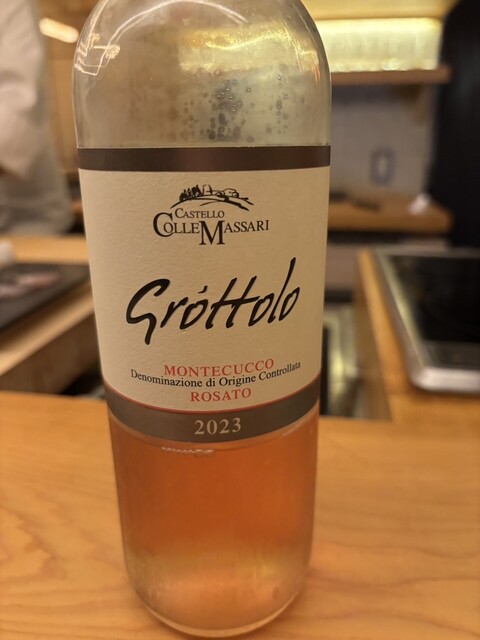 CASTELLO
COLLEMASSARI
Gróttolo
MONTECUCCO
Denominazione di Origine Controllata
ROSATO
2023